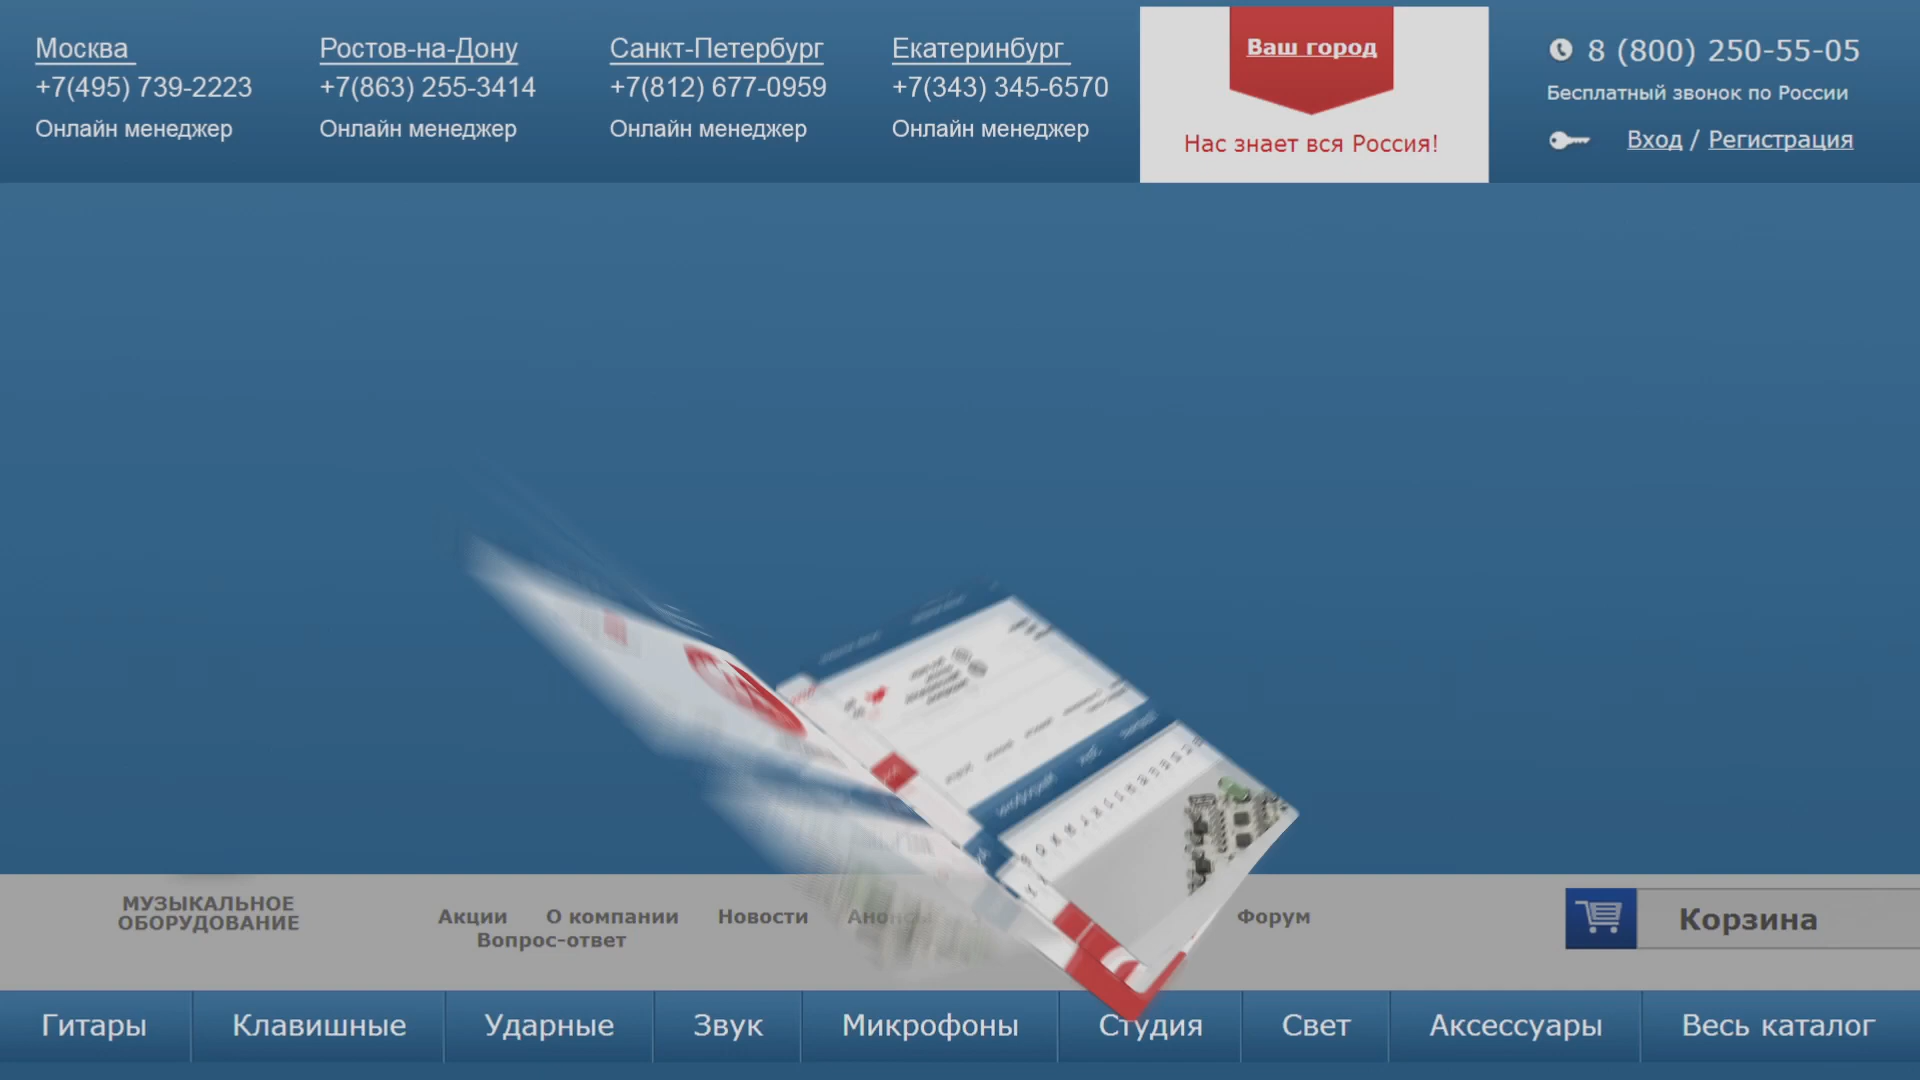 Москва
+7(495) 739-2223
Онлайн менеджер
Ростов-на-Дону
+7(863) 255-3414
Онлайн менеджер
Санкт-Петербург
+7(812) 677-0959
Онлайн менеджер
Екатеринбург
+7(343) 345-6570
Онлайн менеджер
Ваш город
Нас знает вся Россия!
8 (800) 250-55-05
Бесплатный звонок по России
Вход / Регистрация
МУЗЫКАЛЬНОЕ
ОБОРУДОВАНИЕ
Акции О компании Новости Форум
Вопрос-ответ
Корзина
Гитары Клавишные Ударные Звук Микрофоны Студия Свет Аксессуары Весь каталог